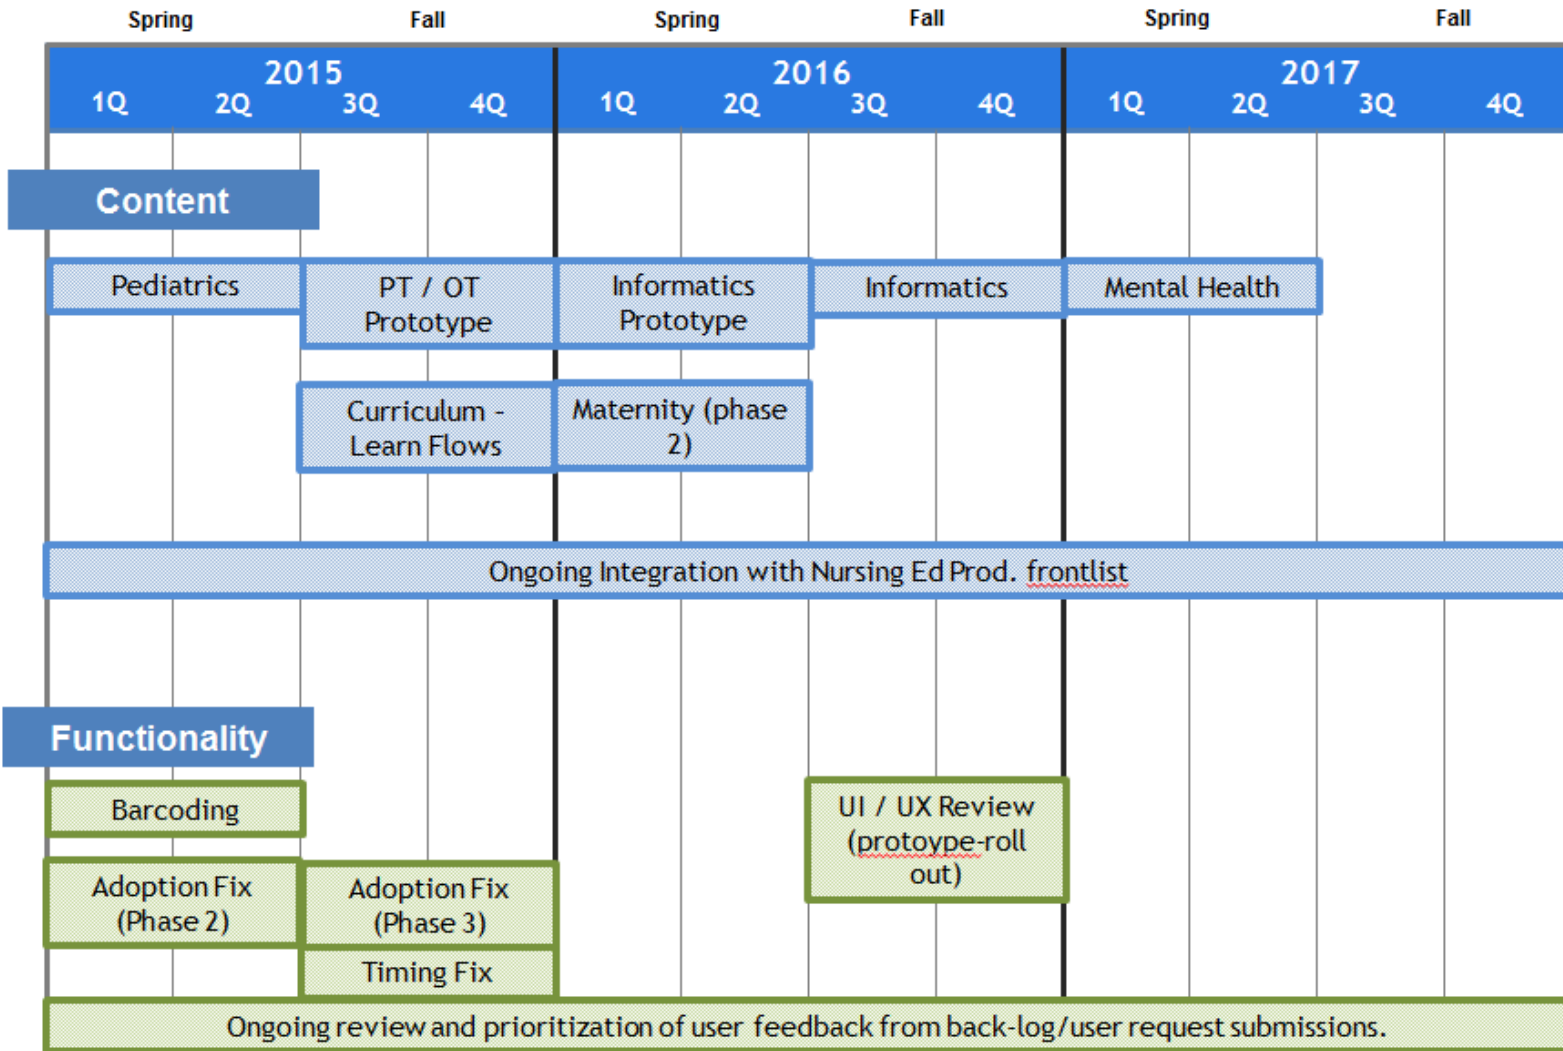 Spring Fall Spring Fall Spring Fall
2015 2016 2017
1Q 2Q 3Q 4Q 1Q 2Q 3Q 4Q 1Q 2Q 3Q 4Q
Content
Pediatrics
PT / OT
Prototype
Informatics
Prototype
Informatics
Mental Health
Curriculum -
Learn Flows
Maternity (phase
2)
Ongoing Integration with Nursing Ed Prod. frontlist
Functionality
Barcoding
UI / UX Review
(protoype-roll
out)
Adoption Fix
(Phase 2)
Adoption Fix
(Phase 3)
Timing Fix
Ongoing review and prioritization of user feedback from back-log/user request submissions.